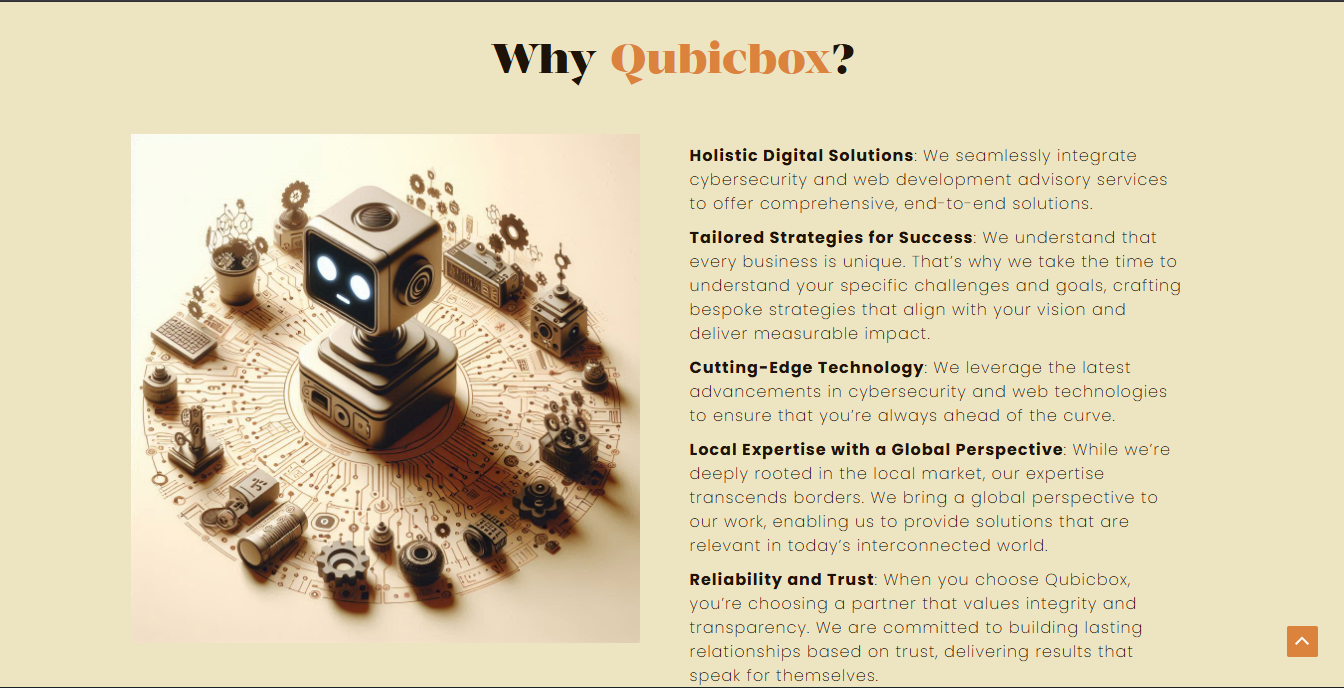 Why Qubicbox?
Holistic Digital Solutions: We seamlessly integrate
cybersecurity and web development advisory services
to offer comprehensive, end-to-end solutions.
Tailored Strategies for Success: We understand that
every business is unique. That’s why we take the time to
understand your specific challenges and goals, crafting
bespoke strategies that align with your vision and
deliver measurable impact.
Cutting-Edge Technology: We leverage the latest
advancements in cybersecurity and web technologies
to ensure that you’re always ahead of the curve.
Local Expertise with a Global Perspective: While we’re
deeply rooted in the local market, our expertise
transcends borders. We bring a global perspective to
our work, enabling us to provide solutions that are
relevant in today’s interconnected world.
Reliability and Trust: When you choose Qubicbox,
you’re choosing a partner that values integrity and
transparency. We are committed to building lasting
relationships based on trust, delivering results that
speak for themselves.